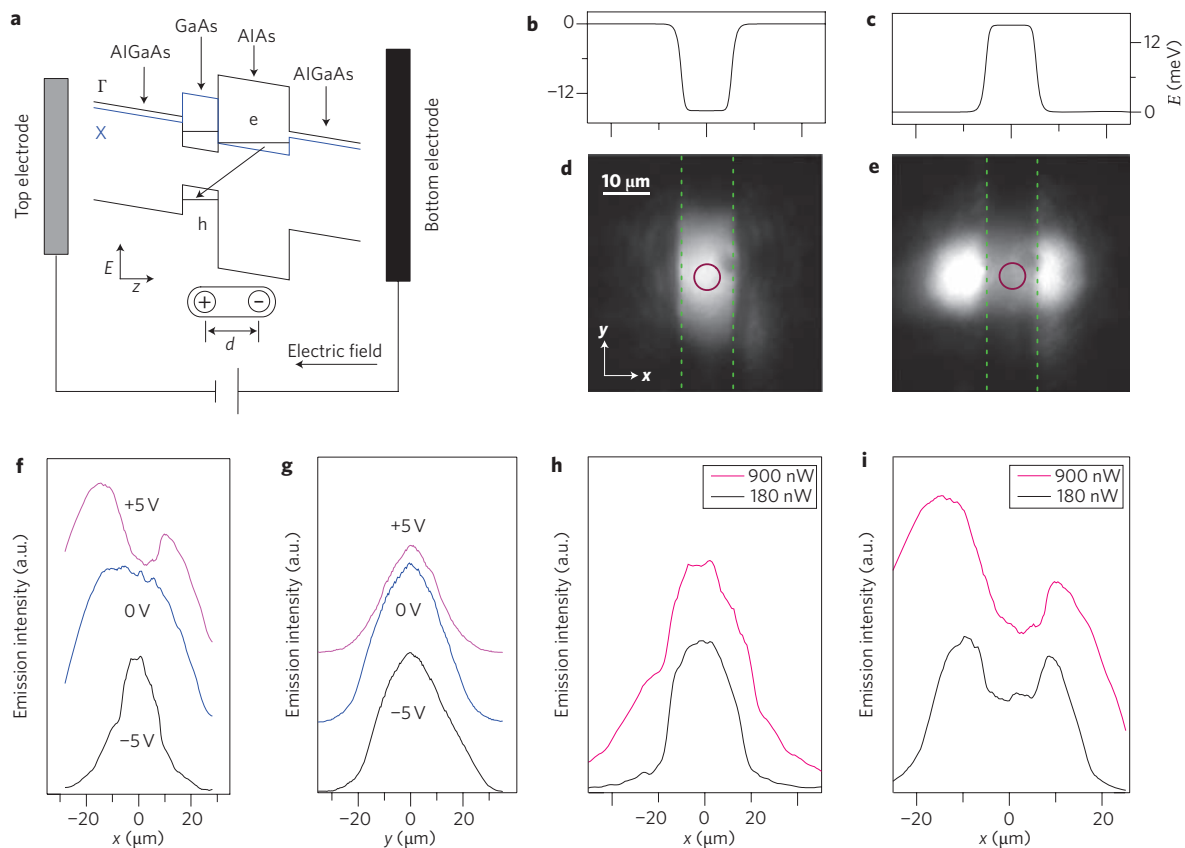 a
GaAs
AlAs
AlGaAs
AlGaAs
Γ
X
e
h
Top electrode
Bottom electrode
E
z
+
−
d
Electric field
b
0
−12
c
12
0
E (meV)
d
10 μm
y
x
e
f
+5 V
0 V
−5 V
Emission intensity (a.u.)
−20 0 20
x (μm)
g
+5 V
0 V
−5 V
Emission intensity (a.u.)
−20 0 20
y (μm)
h
900 nW
180 nW
Emission intensity (a.u.)
−20 0 20
x (μm)
i
900 nW
180 nW
Emission intensity (a.u.)
−20 0 20
x (μm)